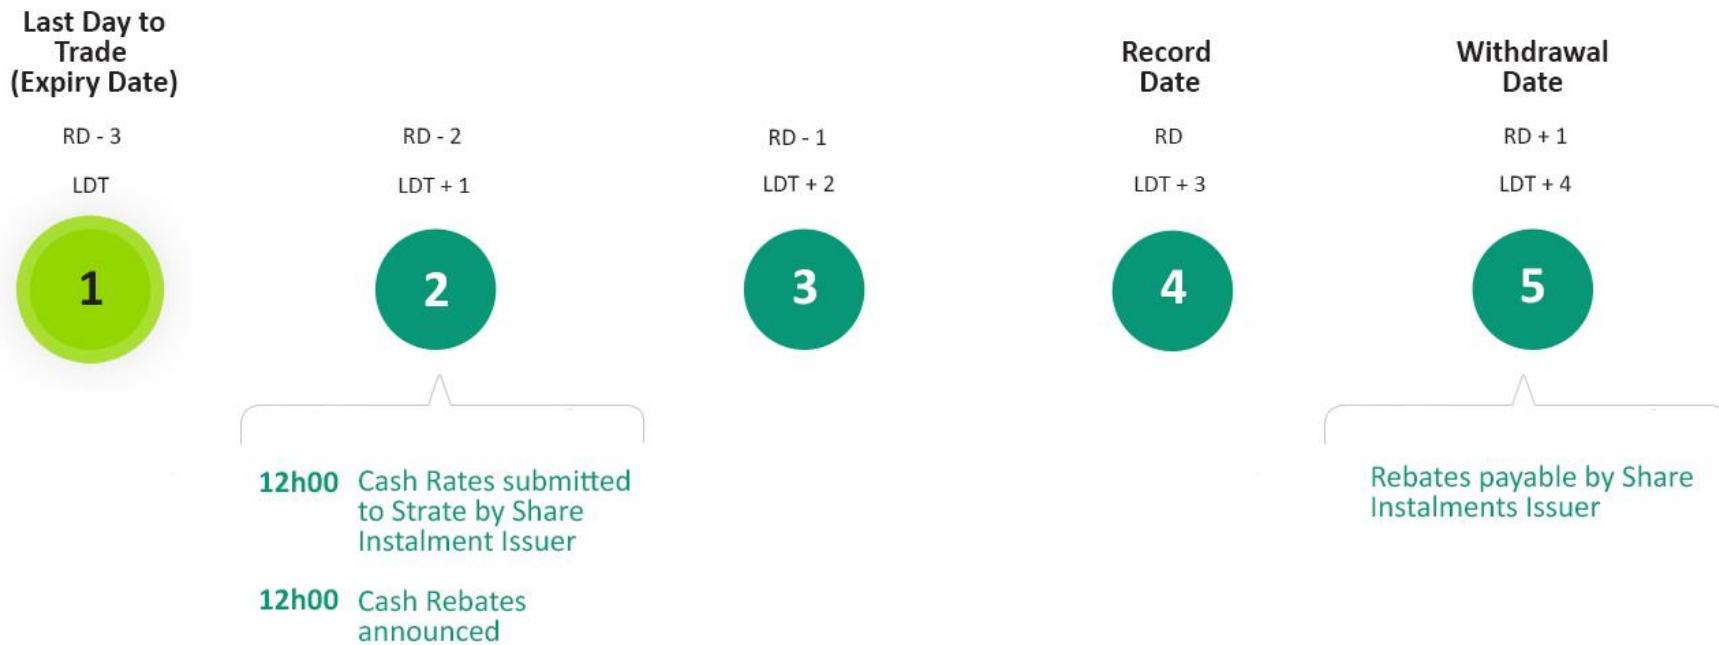 Last Day to
Trade
(Expiry Date)
RD - 3
LDT
1
RD - 2
LDT + 1
2
RD - 1
LDT + 2
3
Record
Date
RD
LDT + 3
4
Withdrawal
Date
RD + 1
LDT + 4
5
12h00 Cash Rates submitted
to Strate by Share
Instalment Issuer
12h00 Cash Rebates
announced
Rebates payable by Share
Instalments Issuer